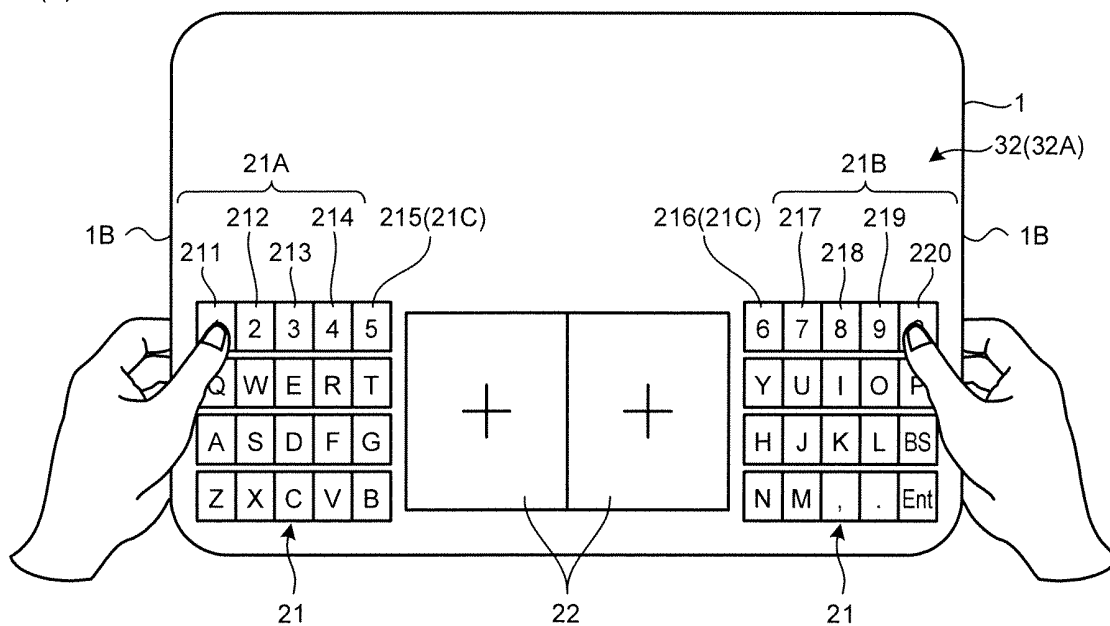 1
32(32A)
21A 21B
212 214 215(21C) 216(21C) 217 219
1B 1B
211 213 218 220
2 3 4 5 6 7 8 9
Q W E R T Y U I O P
A S D F G H J K L BS
Z X C V B N M , . Ent
21 22 21